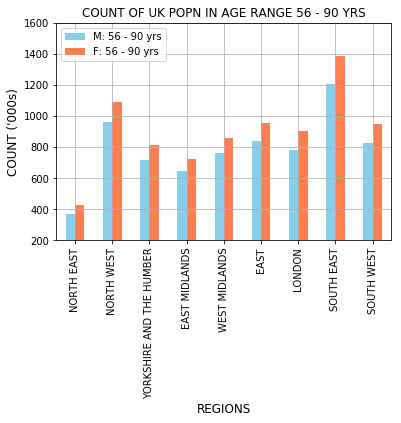 COUNT OF UK POPN IN AGE RANGE 56 - 90 YRS
M: 56 - 90 yrs
F: 56 - 90 yrs
COUNT ('000s)
1600
1400
1200
1000
800
600
400
200
NORTH EAST
NORTH WEST
YORKSHIRE AND THE HUMBER
EAST MIDLANDS
WEST MIDLANDS
EAST
LONDON
SOUTH EAST
SOUTH WEST
REGIONS